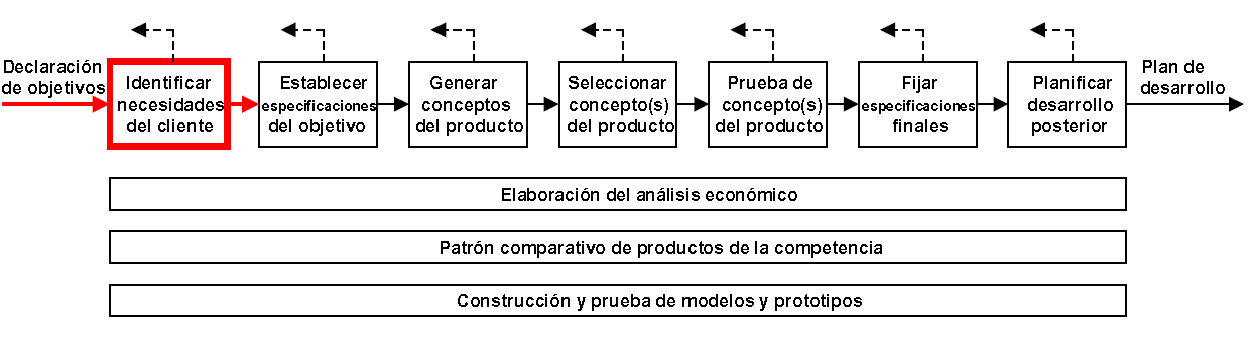 Declaración
de objetivos
Identificar
necesidades
del cliente
Establecer
especificaciones
del objetivo
Generar
conceptos
del producto
Seleccionar
concepto(s)
del producto
Prueba de
concepto(s)
del producto
Fijar
especificaciones
finales
Planificar
desarrollo
posterior
Plan de
desarrollo
Elaboración del análisis económico
Patrón comparativo de productos de la competencia
Construcción y prueba de modelos y prototipos